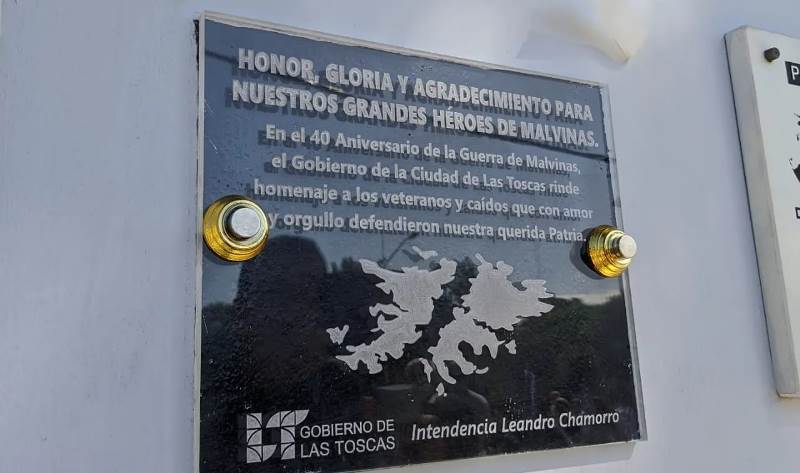 HONOR, GLORIA Y AGRADECIMIENTO PARA
NUESTROS GRANDES HÉROES DE MALVINAS.
En el 40 Aniversario de la Guerra de Malvinas,
el Gobierno de la Ciudad de Las Toscas rinde
homenaje a los veteranos y caídos que con amor
y orgullo defendieron nuestra querida Patria.
LT
GOBIERNO DE
LAS TOSCAS
Intendencia Leandro Chamorro